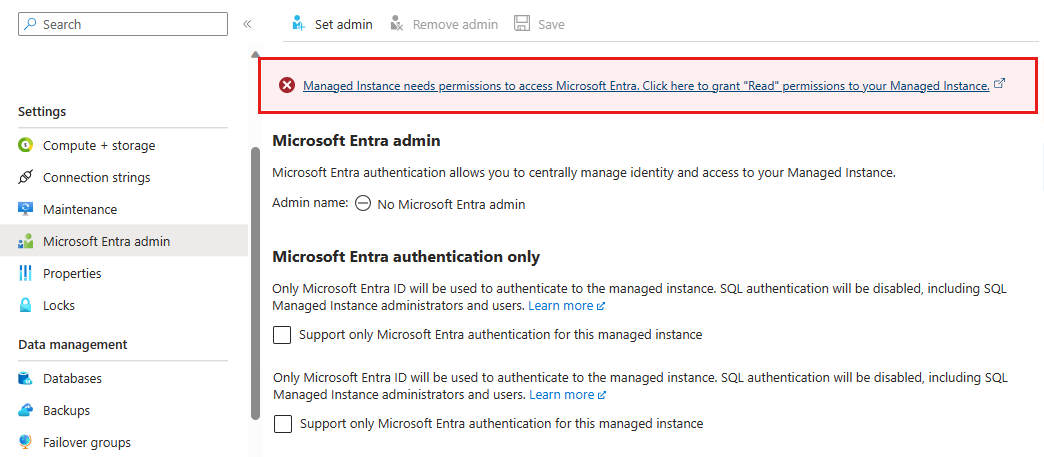 Search
«
Set admin
Remove admin
Save
Managed Instance needs permissions to access Microsoft Entra. Click here to grant "Read" permissions to your Managed Instance.
Settings
Compute + storage
Connection strings
Maintenance
Microsoft Entra admin
Properties
Locks
Data management
Databases
Backups
Failover groups
Microsoft Entra admin
Microsoft Entra authentication allows you to centrally manage identity and access to your Managed Instance.
Admin name: No Microsoft Entra admin
Microsoft Entra authentication only
Only Microsoft Entra ID will be used to authenticate to the managed instance. SQL authentication will be disabled, including SQL
Managed Instance administrators and users. Learn more
Support only Microsoft Entra authentication for this managed instance
Only Microsoft Entra ID will be used to authenticate to the managed instance. SQL authentication will be disabled, including SQL
Managed Instance administrators and users. Learn more
Support only Microsoft Entra authentication for this managed instance